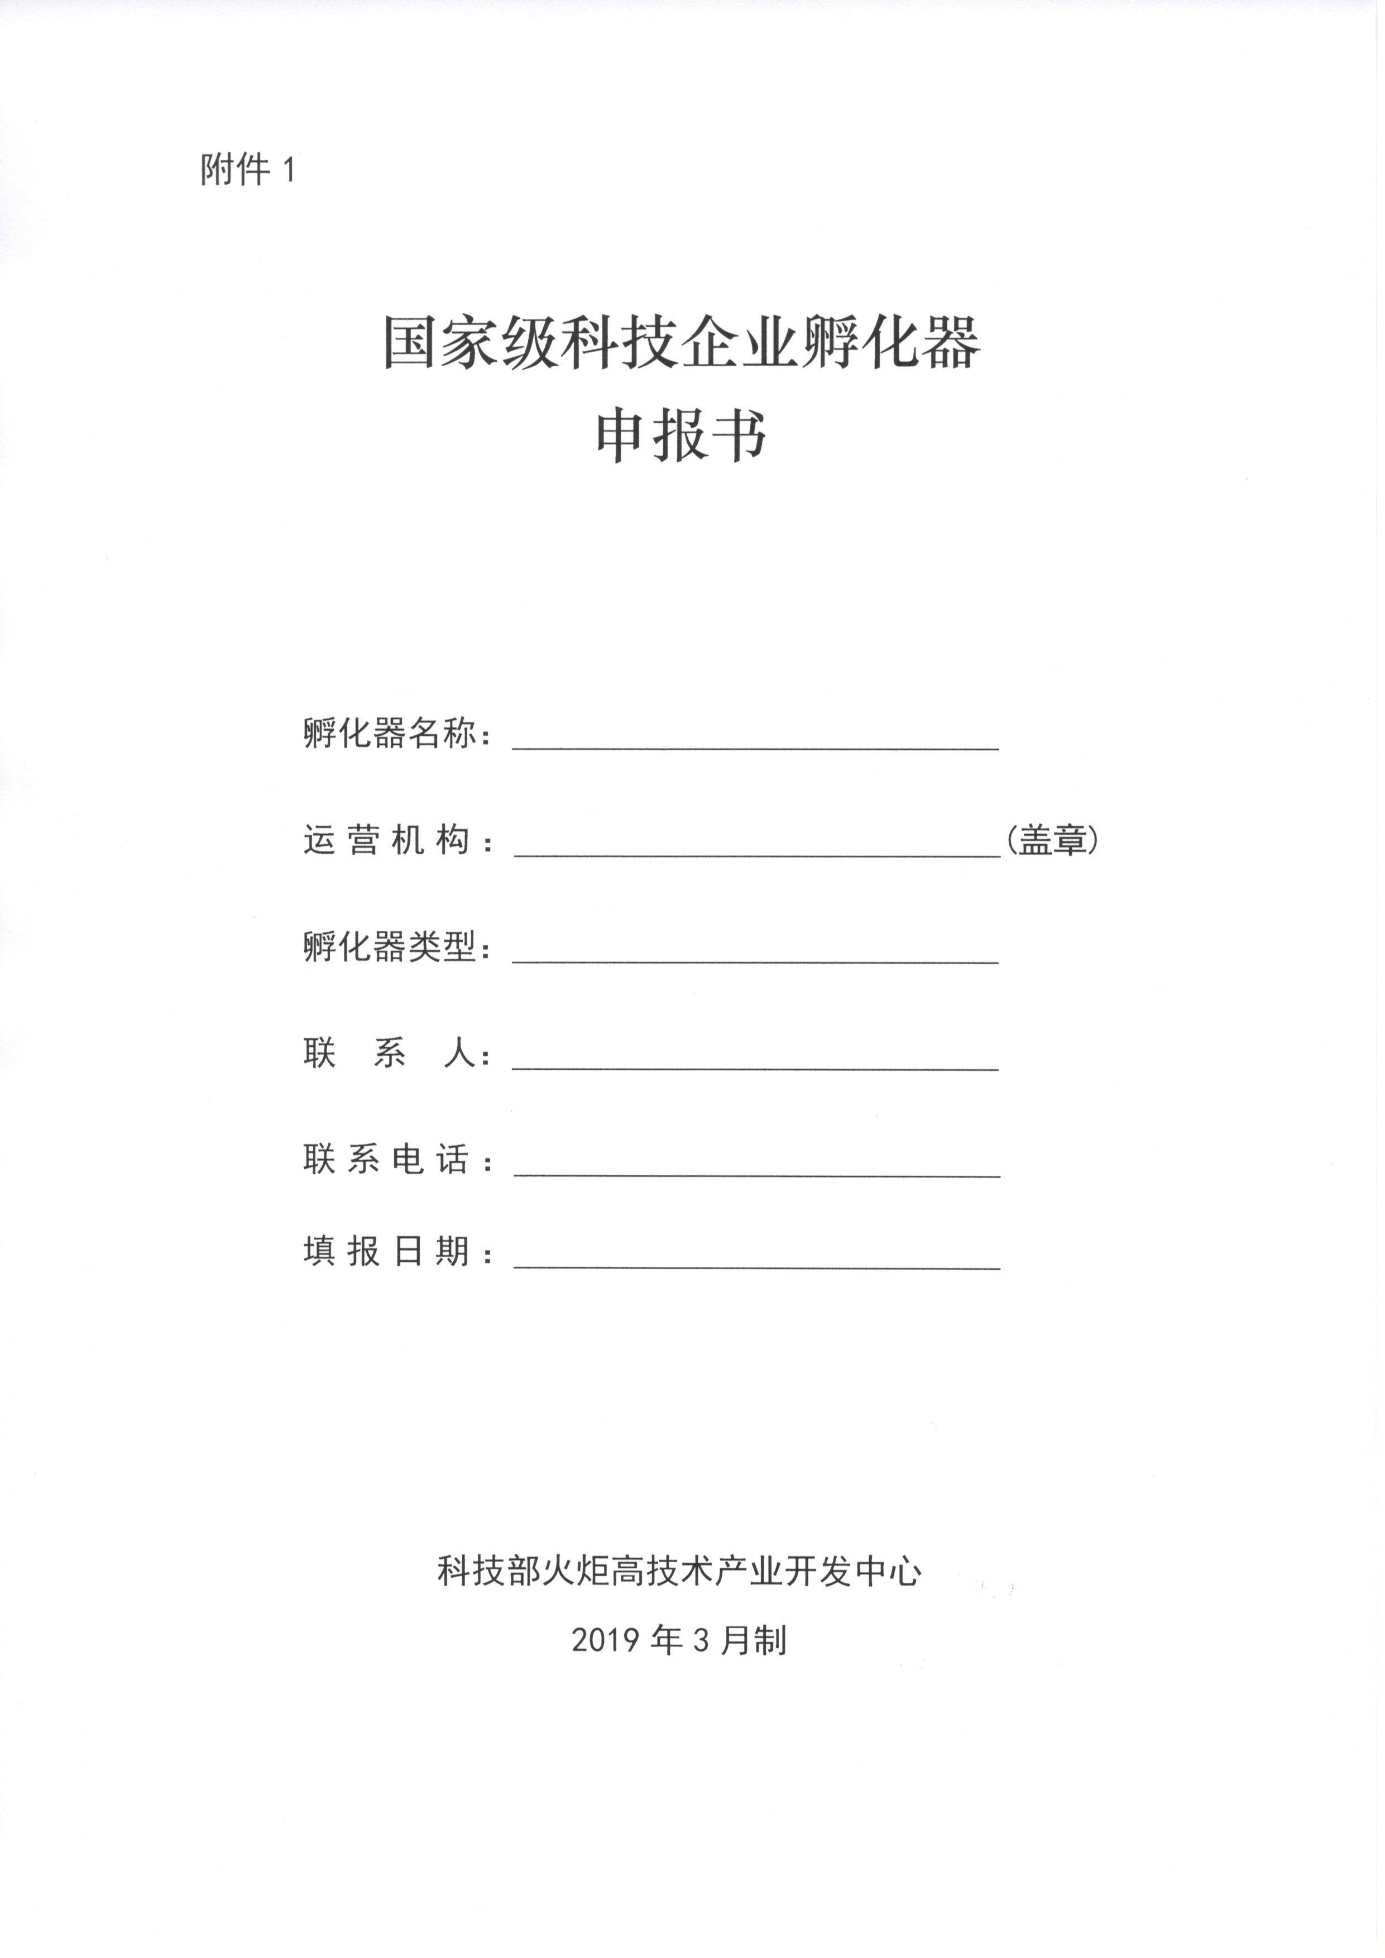 附件 1
国家级科技企业孵化器
申报书
孵化器名称：
运营机构：(盖章)
孵化器类型：
联 系 人：
联系电话：
填报日期：
科技部火炬高技术产业开发中心
2019 年 3 月制